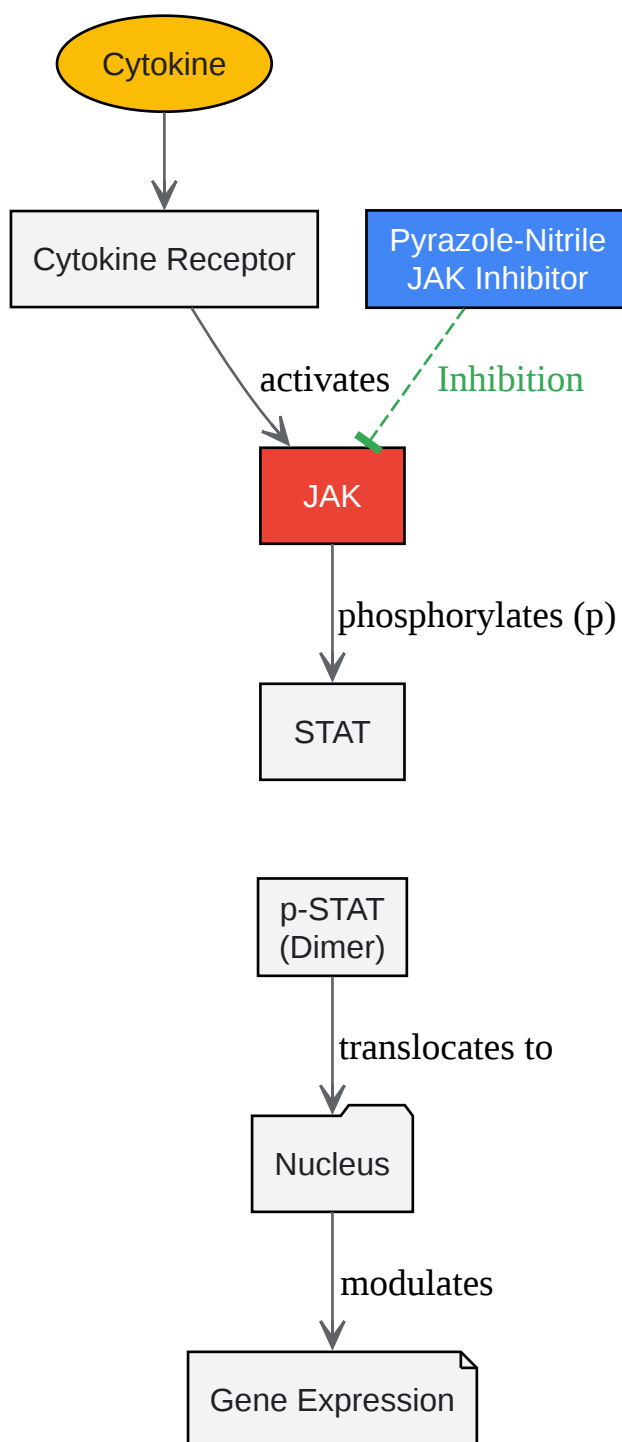 Cytokine
Cytokine Receptor
Pyrazole-Nitrile
JAK Inhibitor
activates
Inhibition
JAK
phosphorylates (p)
STAT
p-STAT
(Dimer)
translocates to
Nucleus
modulates
Gene Expression